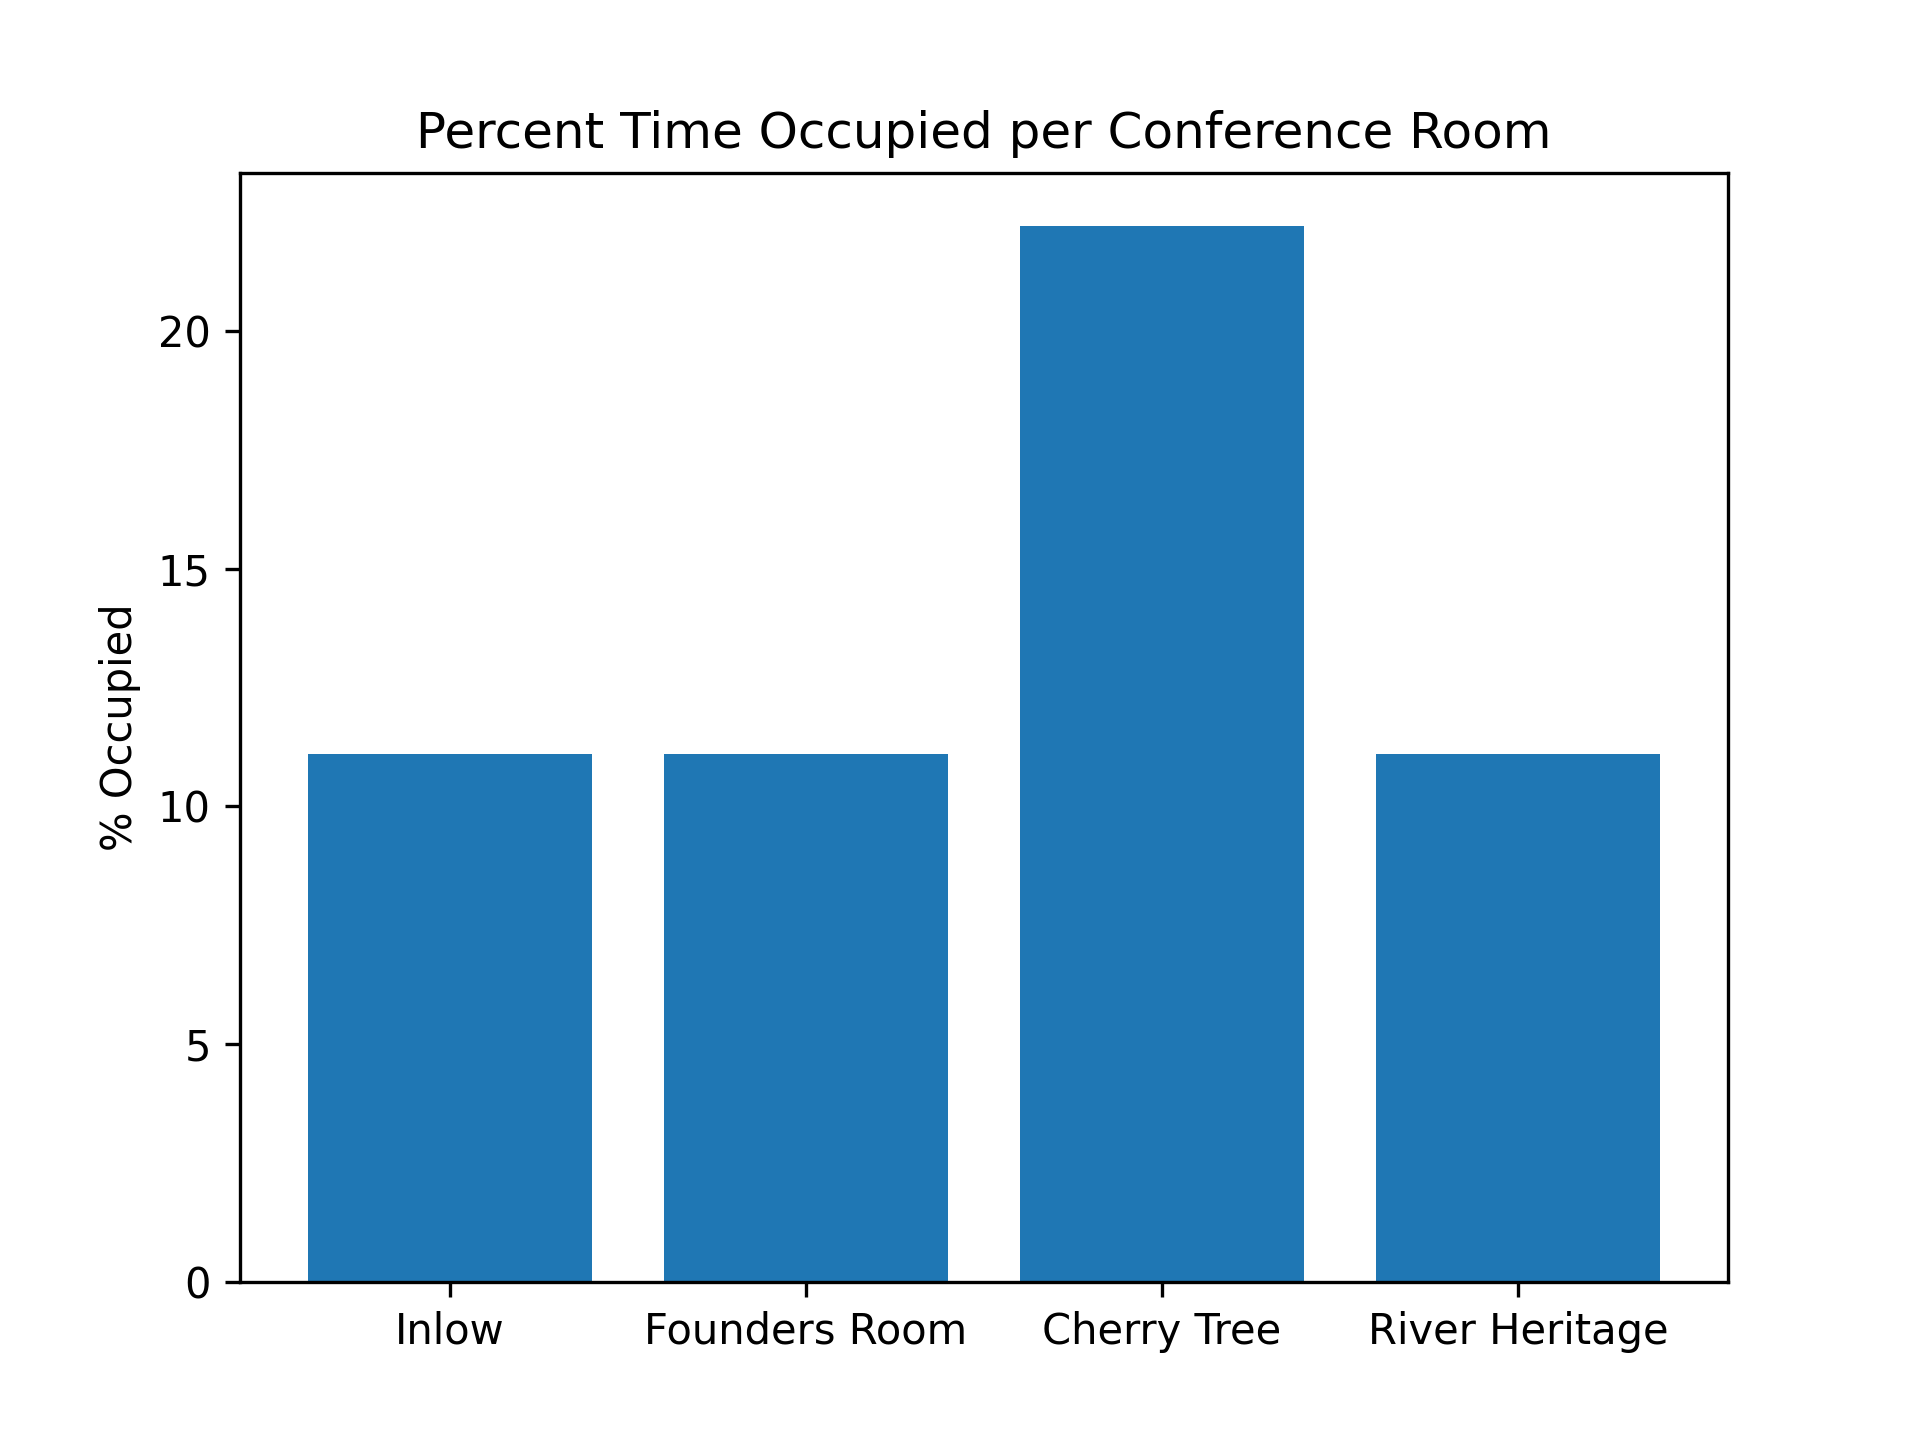 Percent Time Occupied per Conference Room
% Occupied
20
15
10
5
0
Inlow
Founders Room
Cherry Tree
River Heritage